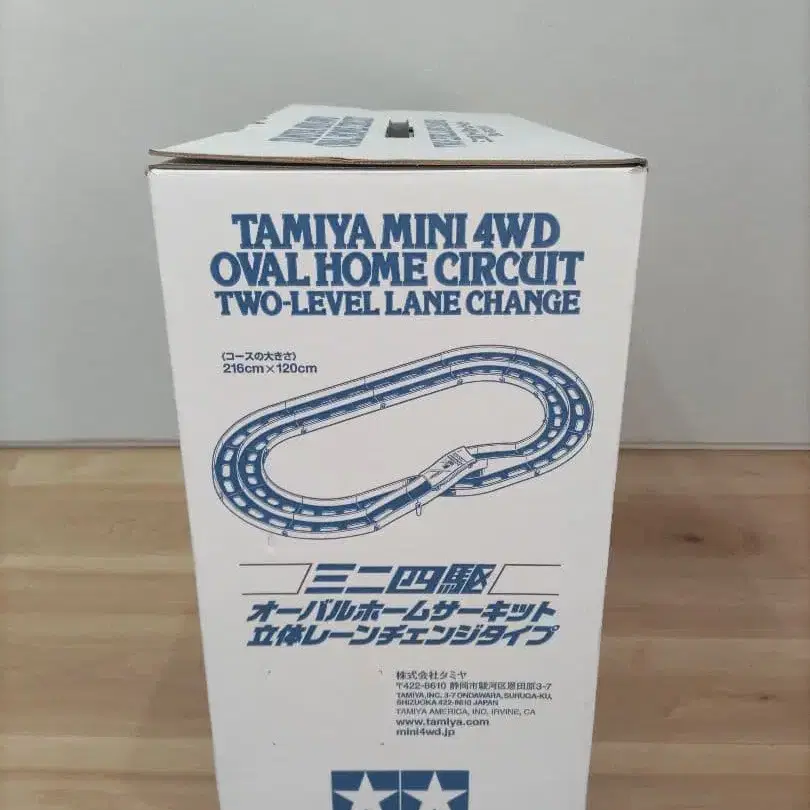 TAMIYA MINI 4WD
OVAL HOME CIRCUIT
TWO-LEVEL LANE CHANGE
〈コースの大きさ〉
216cm×120cm
ミニ四駆
オーバルホームサーキット
立体レーンチェンジタイプ
株式会社タミヤ
〒422-8610 静岡市駿河区恩田原3-7
TAMIYA, INC. 3-7 ONDAWARA, SURUGA-KU,
SHIZUOKA 422-8610 JAPAN
TAMIYA AMERICA, INC. IRVINE, CA
www.tamiya.com
mini4wd.jp